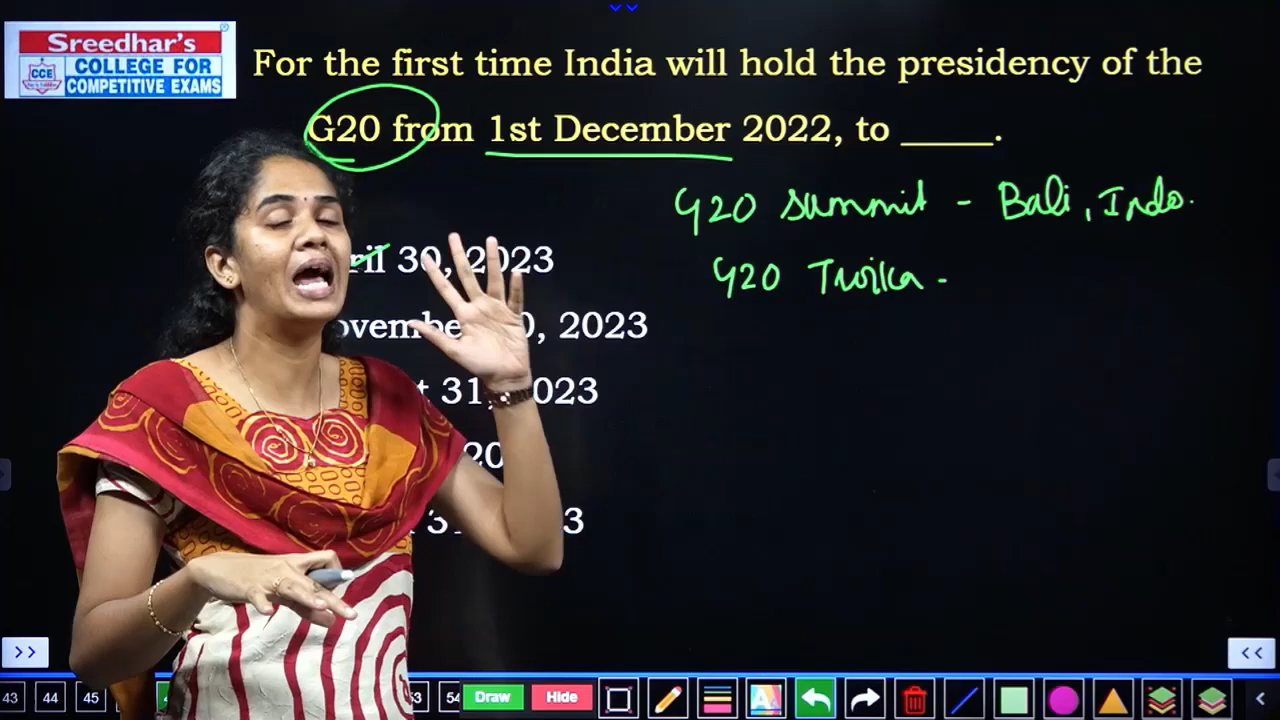 Sreedhar's
CCE
COLLEGE FOR
COMPETITIVE EXAMS
For the first time India will hold the presidency of the
G20 from 1st December 2022, to _____.
G20 Summit - Bali, Indo.
30, 2023
G20 Troika -
2023
31, 2023
>>
<<
43 44 45 54 Draw Hide